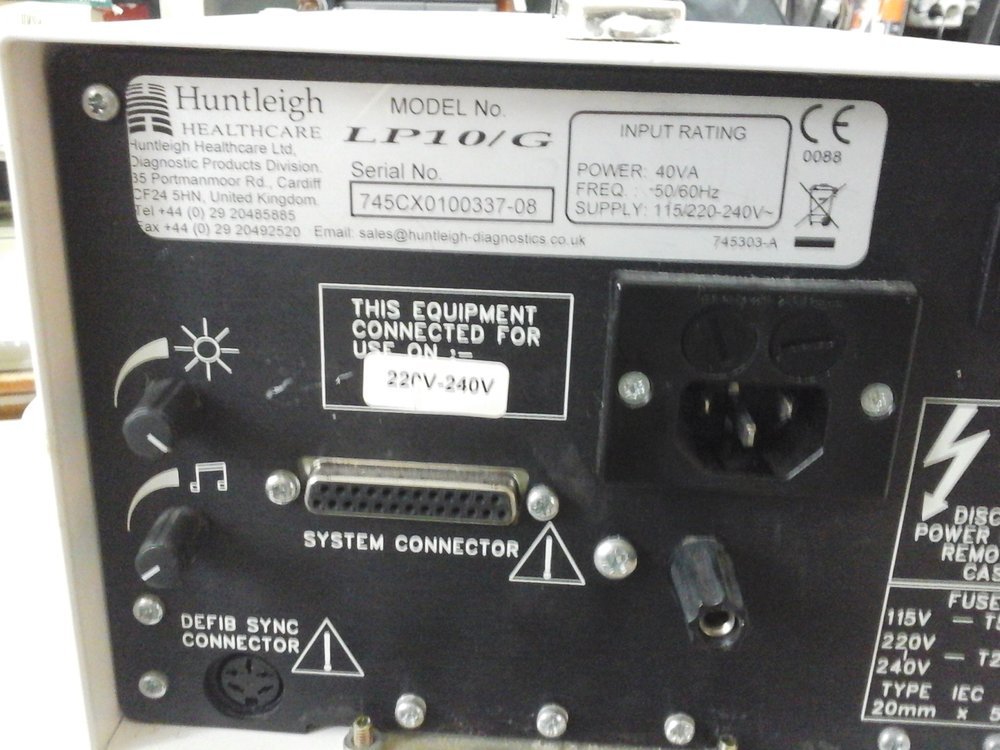 Huntleigh
HEALTHCARE
Huntleigh Healthcare Ltd,
Diagnostic Products Division.
35 Portmanmoor Rd., Cardiff
CF24 5HN, United Kingdom.
Tel +44 (0) 29 20485885
Fax +44 (0) 29 20492520 Email: sales@huntleigh-diagnostics.co.uk
MODEL No.
LP10/G
Serial No.
745CX0100337-08
INPUT RATING
POWER: 40VA
FREQ. : 50/60Hz
SUPPLY: 115/220-240V~
CE
0088
745303-A
THIS EQUIPMENT
CONNECTED FOR
USE ON :-
220V-240V
SYSTEM CONNECTOR
DEFIB SYNC
CONNECTOR
DISC
POWER
REMO
CAS
FUSE
115V — T
220V
240V — T2
TYPE IEC
20mm x 5